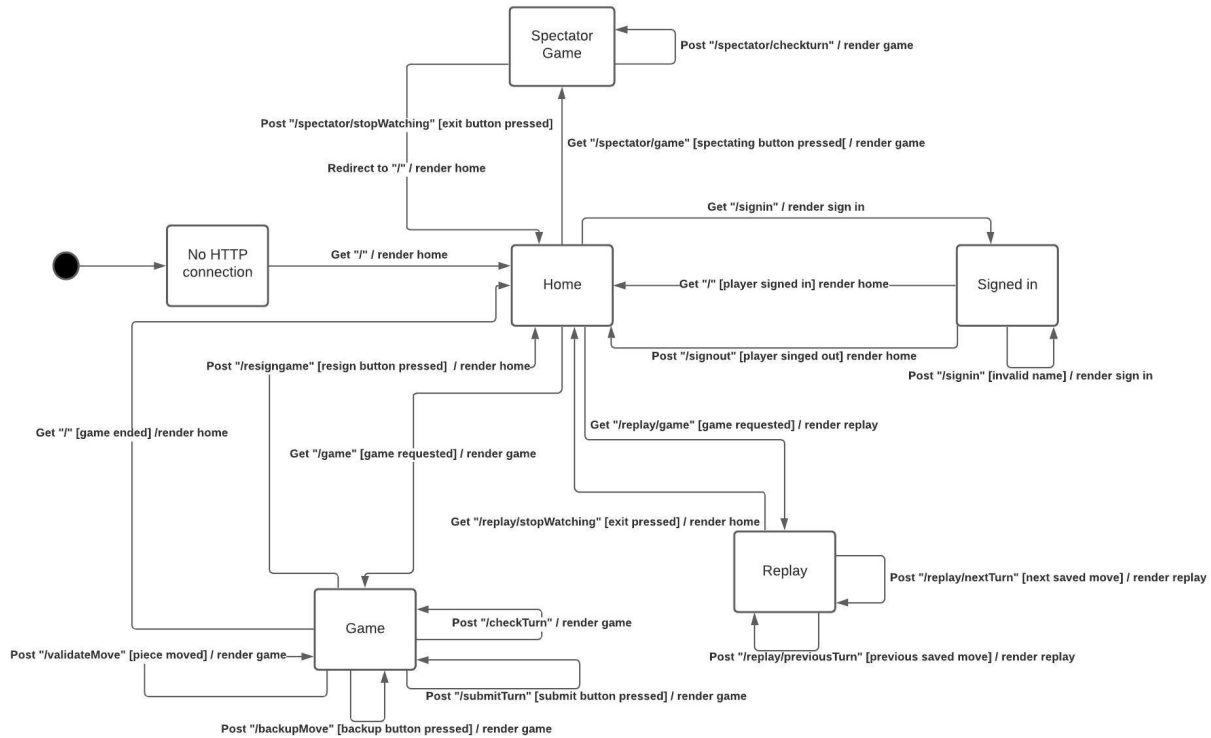 Spectator
Game
Post "/spectator/checkturn" / render game
Post "/spectator/stopWatching" [exit button pressed]
Get "/spectator/game" [spectating button pressed[ / render game
Redirect to "/" / render home
Get "/signin" / render sign in
No HTTP
connection
Get "/" / render home
Home
Get "/" [player signed in] render home
Signed in
Post "/signout" [player singed out] render home
Post "/signin" [invalid name] / render sign in
Post "/resigngame" [resign button pressed]  / render home
Get "/replay/game" [game requested] / render replay
Get "/" [game ended] /render home
Get "/game" [game requested] / render game
Get "/replay/stopWatching" [exit pressed] / render home
Replay
Post "/replay/nextTurn" [next saved move] / render replay
Game
Post "/checkTurn" / render game
Post "/validateMove" [piece moved] / render game
Post "/replay/previousTurn" [previous saved move] / render replay
Post "/submitTurn" [submit button pressed] / render game
Post "/backupMove" [backup button pressed] / render game